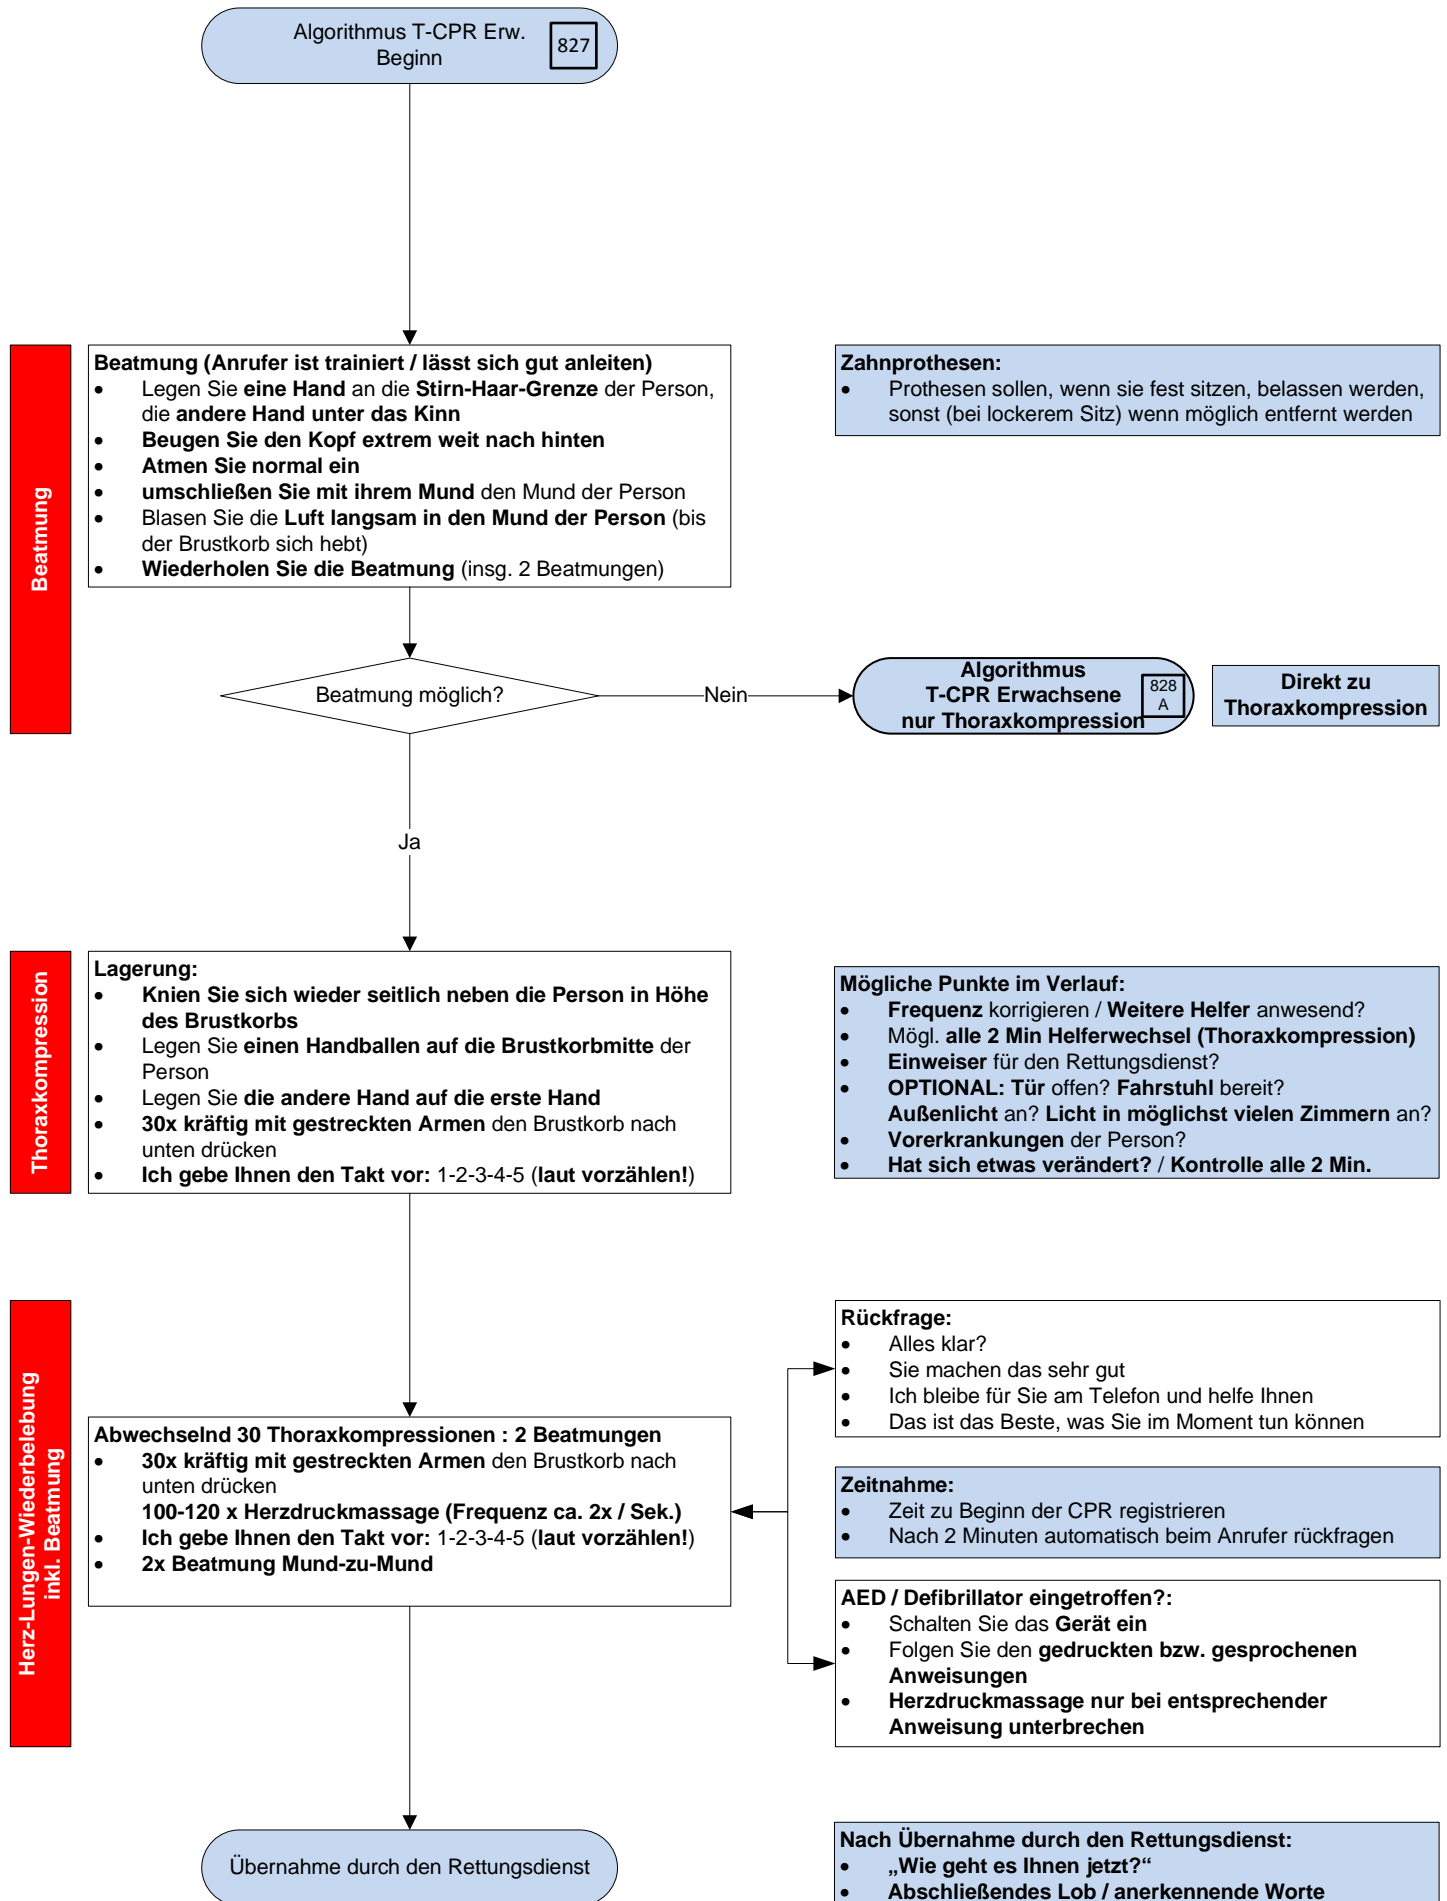 Algorithmus T-CPR Erw.
Beginn
827
Beatmung
Beatmung (Anrufer ist trainiert / lässt sich gut anleiten)
• Legen Sie eine Hand an die Stirn-Haar-Grenze der Person,
die andere Hand unter das Kinn
• Beugen Sie den Kopf extrem weit nach hinten
• Atmen Sie normal ein
• umschließen Sie mit ihrem Mund den Mund der Person
• Blasen Sie die Luft langsam in den Mund der Person (bis
der Brustkorb sich hebt)
• Wiederholen Sie die Beatmung (insg. 2 Beatmungen)
Zahnprothesen:
• Prothesen sollen, wenn sie fest sitzen, belassen werden,
sonst (bei lockerem Sitz) wenn möglich entfernt werden
Beatmung möglich?
Nein
Algorithmus
T-CPR Erwachsene
nur Thoraxkompression
828
A
Direkt zu
Thoraxkompression
Ja
Thoraxkompression
Lagerung:
• Knien Sie sich wieder seitlich neben die Person in Höhe
des Brustkorbs
• Legen Sie einen Handballen auf die Brustkorbmitte der
Person
• Legen Sie die andere Hand auf die erste Hand
• 30x kräftig mit gestreckten Armen den Brustkorb nach
unten drücken
• Ich gebe Ihnen den Takt vor: 1-2-3-4-5 (laut vorzählen!)
Mögliche Punkte im Verlauf:
• Frequenz korrigieren / Weitere Helfer anwesend?
• Mögl. alle 2 Min Helferwechsel (Thoraxkompression)
• Einweiser für den Rettungsdienst?
• OPTIONAL: Tür offen? Fahrstuhl bereit?
Außenlicht an? Licht in möglichst vielen Zimmern an?
• Vorerkrankungen der Person?
• Hat sich etwas verändert? / Kontrolle alle 2 Min.
Herz-Lungen-Wiederbelebung
inkl. Beatmung
Abwechselnd 30 Thoraxkompressionen : 2 Beatmungen
• 30x kräftig mit gestreckten Armen den Brustkorb nach
unten drücken
100-120 x Herzdruckmassage (Frequenz ca. 2x / Sek.)
• Ich gebe Ihnen den Takt vor: 1-2-3-4-5 (laut vorzählen!)
• 2x Beatmung Mund-zu-Mund
Rückfrage:
• Alles klar?
• Sie machen das sehr gut
• Ich bleibe für Sie am Telefon und helfe Ihnen
• Das ist das Beste, was Sie im Moment tun können
Zeitnahme:
• Zeit zu Beginn der CPR registrieren
• Nach 2 Minuten automatisch beim Anrufer rückfragen
AED / Defibrillator eingetroffen?:
• Schalten Sie das Gerät ein
• Folgen Sie den gedruckten bzw. gesprochenen
Anweisungen
• Herzdruckmassage nur bei entsprechender
Anweisung unterbrechen
Übernahme durch den Rettungsdienst
Nach Übernahme durch den Rettungsdienst:
• „Wie geht es Ihnen jetzt?“
• Abschließendes Lob / anerkennende Worte